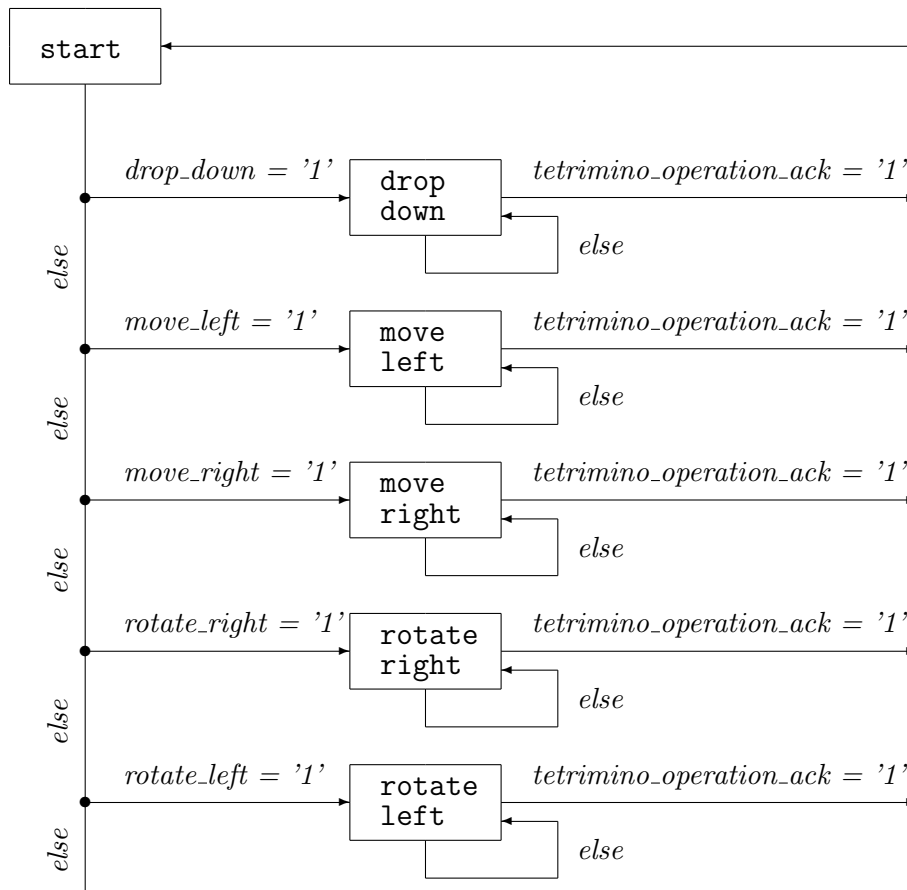 start
drop_down = '1'
drop
down
tetrimino_operation_ack = '1'
else
else
move_left = '1'
move
left
tetrimino_operation_ack = '1'
else
else
move_right = '1'
move
right
tetrimino_operation_ack = '1'
else
else
rotate_right = '1'
rotate
right
tetrimino_operation_ack = '1'
else
else
rotate_left = '1'
rotate
left
tetrimino_operation_ack = '1'
else
else